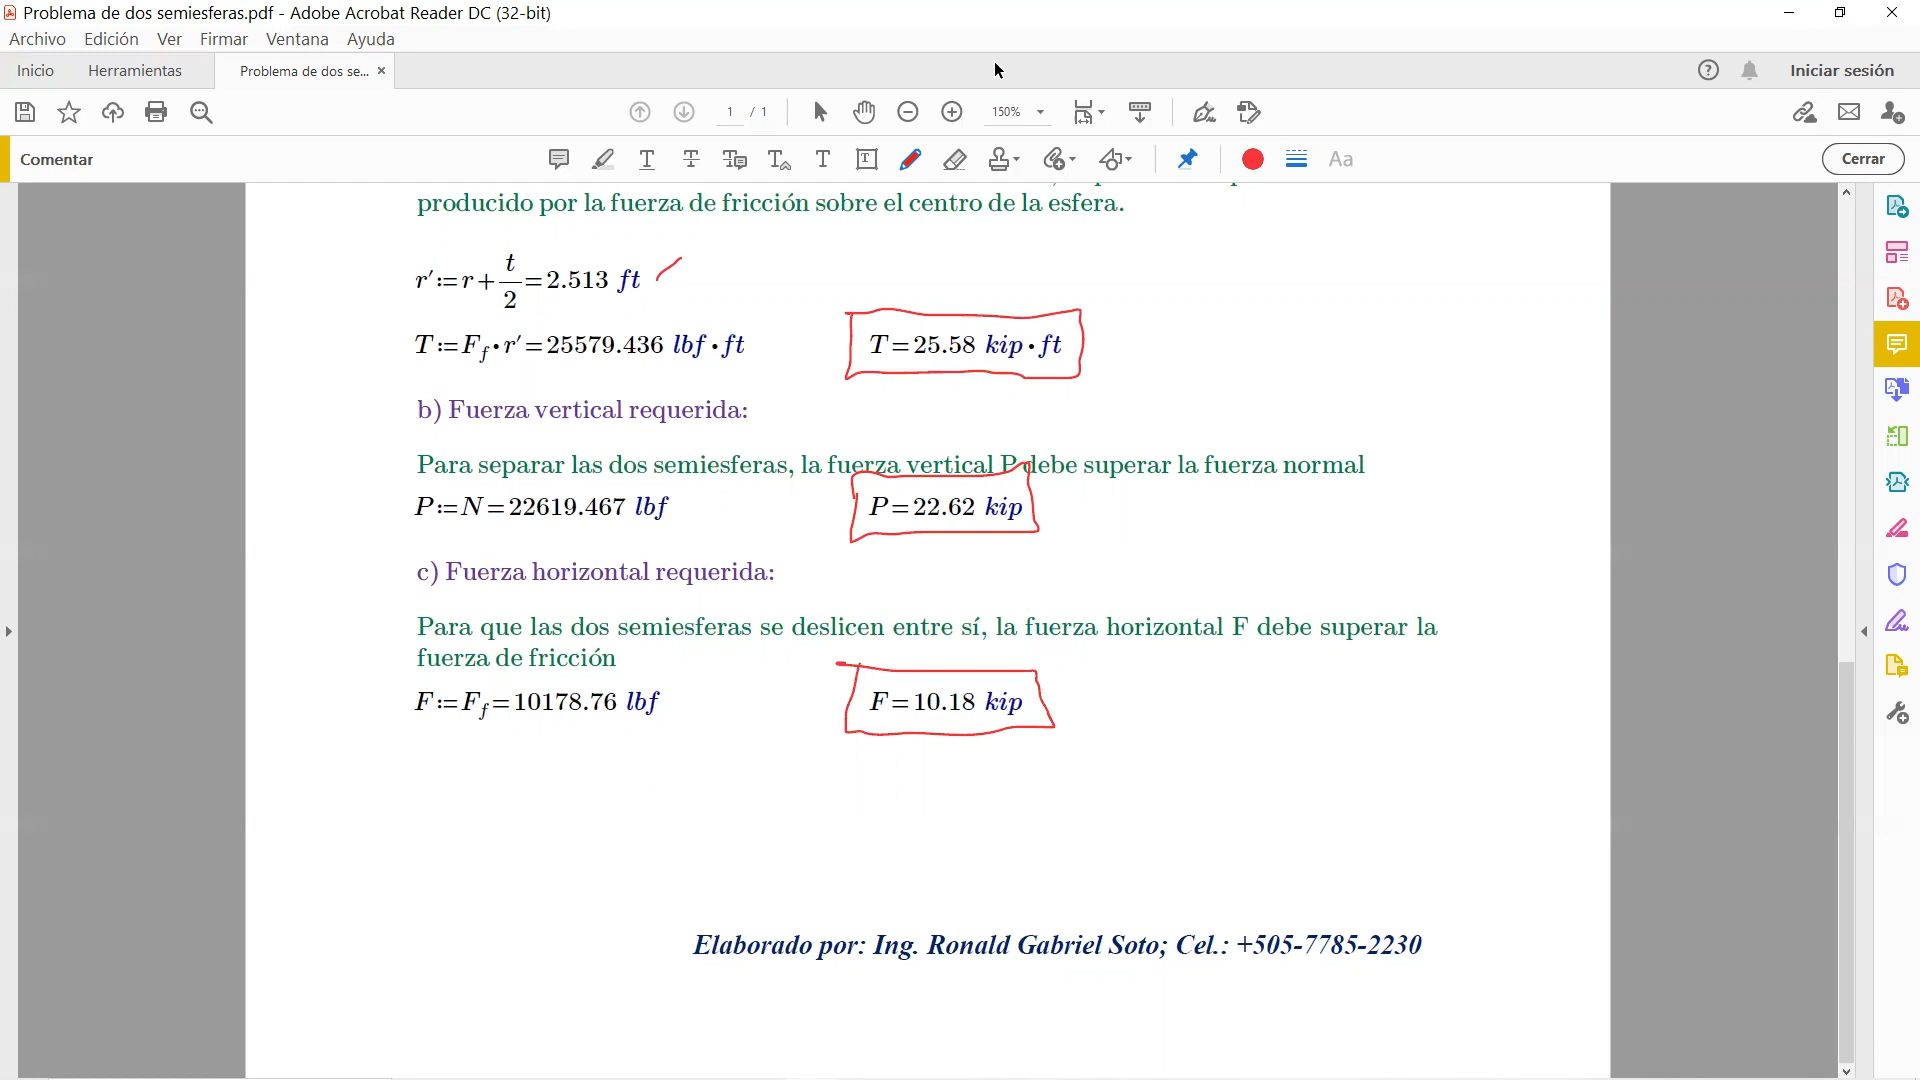 Problema de dos semiesferas.pdf - Adobe Acrobat Reader DC (32-bit)
Archivo Edición Ver Firmar Ventana Ayuda
Inicio Herramientas Problema de dos se... × Iniciar sesión
1 / 1 150%
Comentar Aa Cerrar
producido por la fuerza de fricción sobre el centro de la esfera.
r′:=r+t/2=2.513 ft
T:=F_f•r′=25579.436 lbf•ft T=25.58 kip•ft
b) Fuerza vertical requerida:
Para separar las dos semiesferas, la fuerza vertical P debe superar la fuerza normal
P:=N=22619.467 lbf P=22.62 kip
c) Fuerza horizontal requerida:
Para que las dos semiesferas se deslicen entre sí, la fuerza horizontal F debe superar la
fuerza de fricción
F:=F_f=10178.76 lbf F=10.18 kip
Elaborado por: Ing. Ronald Gabriel Soto; Cel.: +505-7785-2230